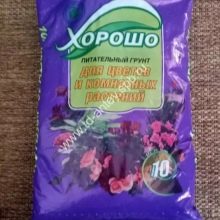 ХОРОШО
ПИТАТЕЛЬНЫЙ ГРУНТ
ДЛЯ ЦВЕТОВ
И КОМНАТНЫХ
РАСТЕНИЙ
10